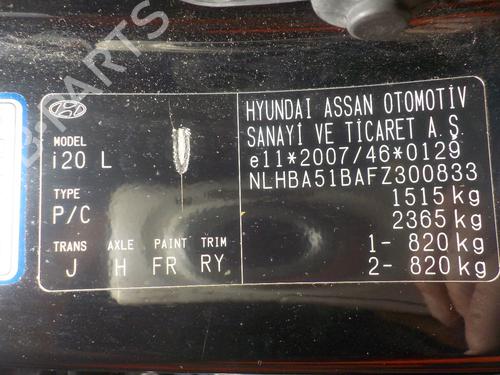 HYUNDAI ASSAN OTOMOTİV
SANAYİ VE TİCARET A.Ş.
e11*2007/46*0129
NLHBA51BAFZ300833
1515 kg
2365 kg
1- 820 kg
2- 820 kg
MODEL
i20 L
TYPE
P/C
TRANS AXLE PAINT TRIM
J H FR RY
B-PARTS